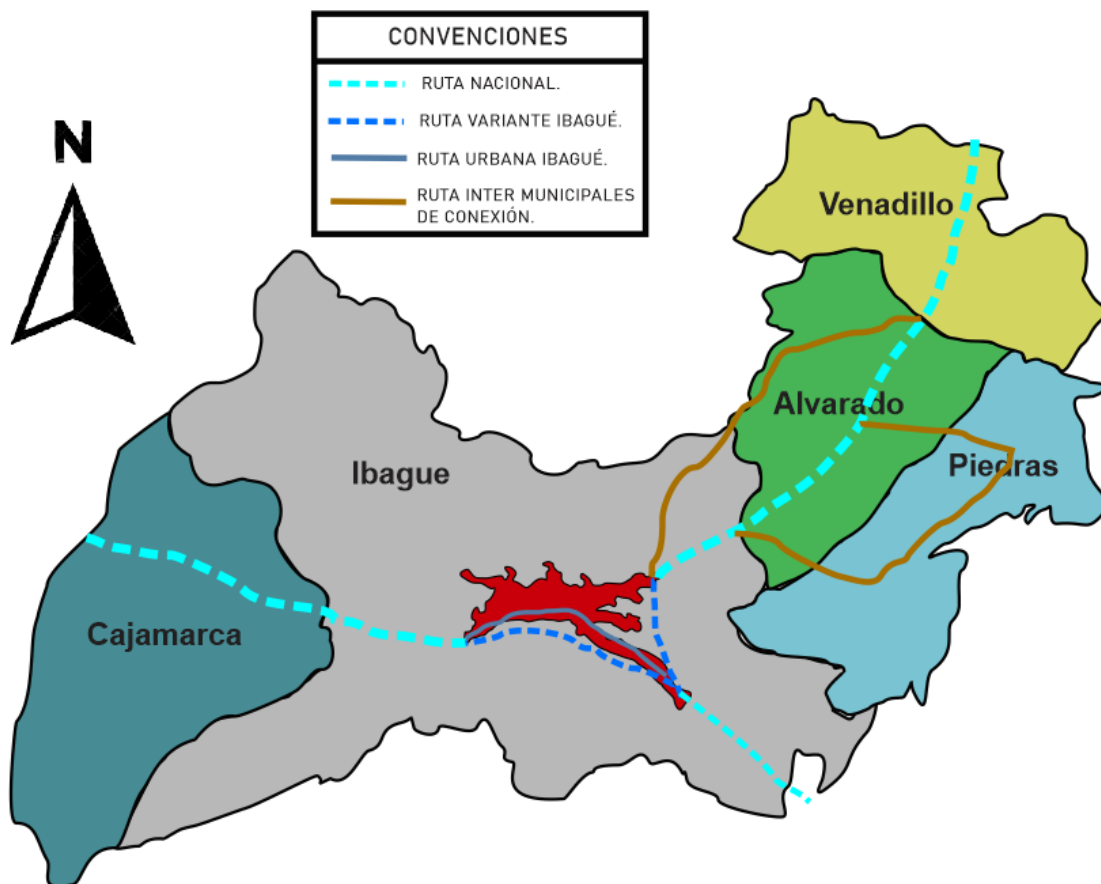 CONVENCIONES
RUTA NACIONAL.
RUTA VARIANTE IBAGUÉ.
RUTA URBANA IBAGUÉ.
RUTA INTER MUNICIPALES
DE CONEXIÓN.
N
Venadillo
Alvarado
Piedras
Ibague
Cajamarca